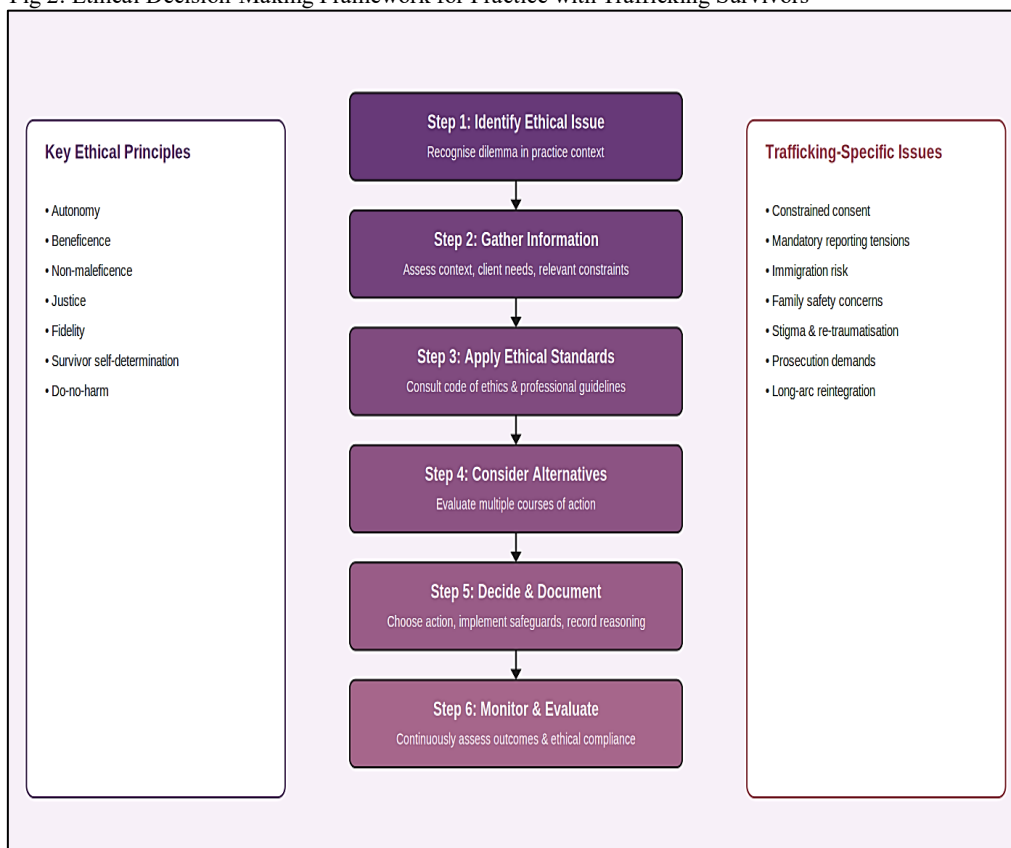 Fig 2: Ethical Decision-Making Framework for Practice with Trafficking Survivors
Key Ethical Principles
• Autonomy
• Beneficence
• Non-maleficence
• Justice
• Fidelity
• Survivor self-determination
• Do-no-harm
Step 1: Identify Ethical Issue
Recognise dilemma in practice context
Step 2: Gather Information
Assess context, client needs, relevant constraints
Step 3: Apply Ethical Standards
Consult code of ethics & professional guidelines
Step 4: Consider Alternatives
Evaluate multiple courses of action
Step 5: Decide & Document
Choose action, implement safeguards, record reasoning
Step 6: Monitor & Evaluate
Continuously assess outcomes & ethical compliance
Trafficking-Specific Issues
• Constrained consent
• Mandatory reporting tensions
• Immigration risk
• Family safety concerns
• Stigma & re-traumatisation
• Prosecution demands
• Long-arc reintegration